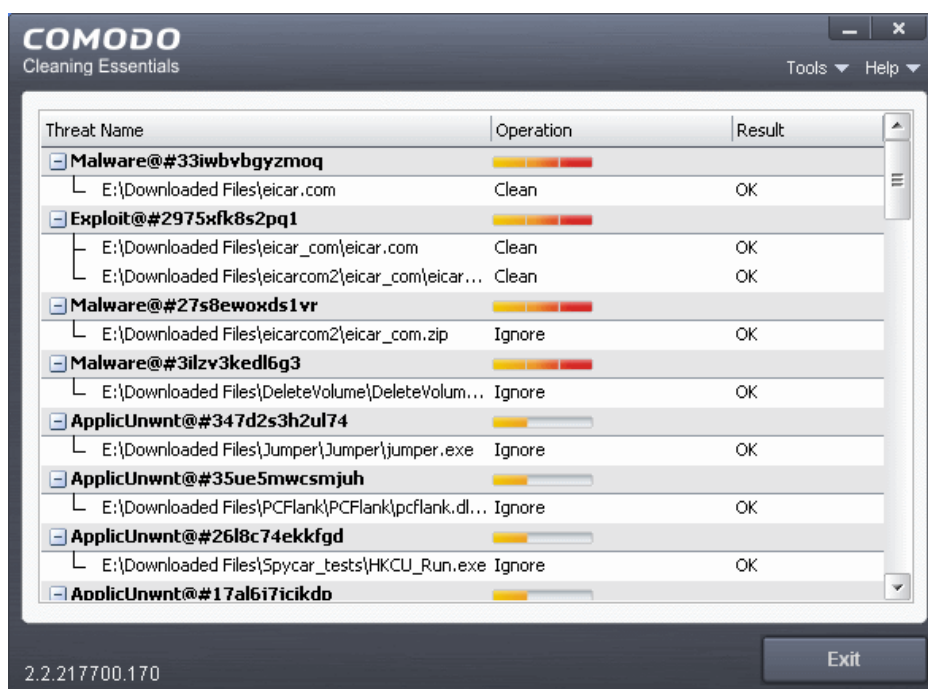 COMODO
Cleaning Essentials
Tools Help
Threat Name Operation Result
Malware@#33iwbvbgyzmoq
E:\Downloaded Files\eicar.com Clean OK
Exploit@#2975xfk8s2pq1
E:\Downloaded Files\eicar_com\eicar.com Clean OK
E:\Downloaded Files\eicarcom2\eicar_com\eicar... Clean OK
Malware@#27s8ewoxds1vr
E:\Downloaded Files\eicarcom2\eicar_com.zip Ignore OK
Malware@#3ilzv3kedl6g3
E:\Downloaded Files\DeleteVolume\DeleteVolum... Ignore OK
ApplicUnwnt@#347d2s3h2ul74
E:\Downloaded Files\Jumper\Jumper\jumper.exe Ignore OK
ApplicUnwnt@#35ue5mwcsmjuh
E:\Downloaded Files\PCFlank\PCFlank\pcflank.dl... Ignore OK
ApplicUnwnt@#26l8c74ekkfgd
E:\Downloaded Files\Spycar_tests\HKCU_Run.exe Ignore OK
ApplicUnwnt@#17al6i7icikdp
Exit
2.2.217700.170